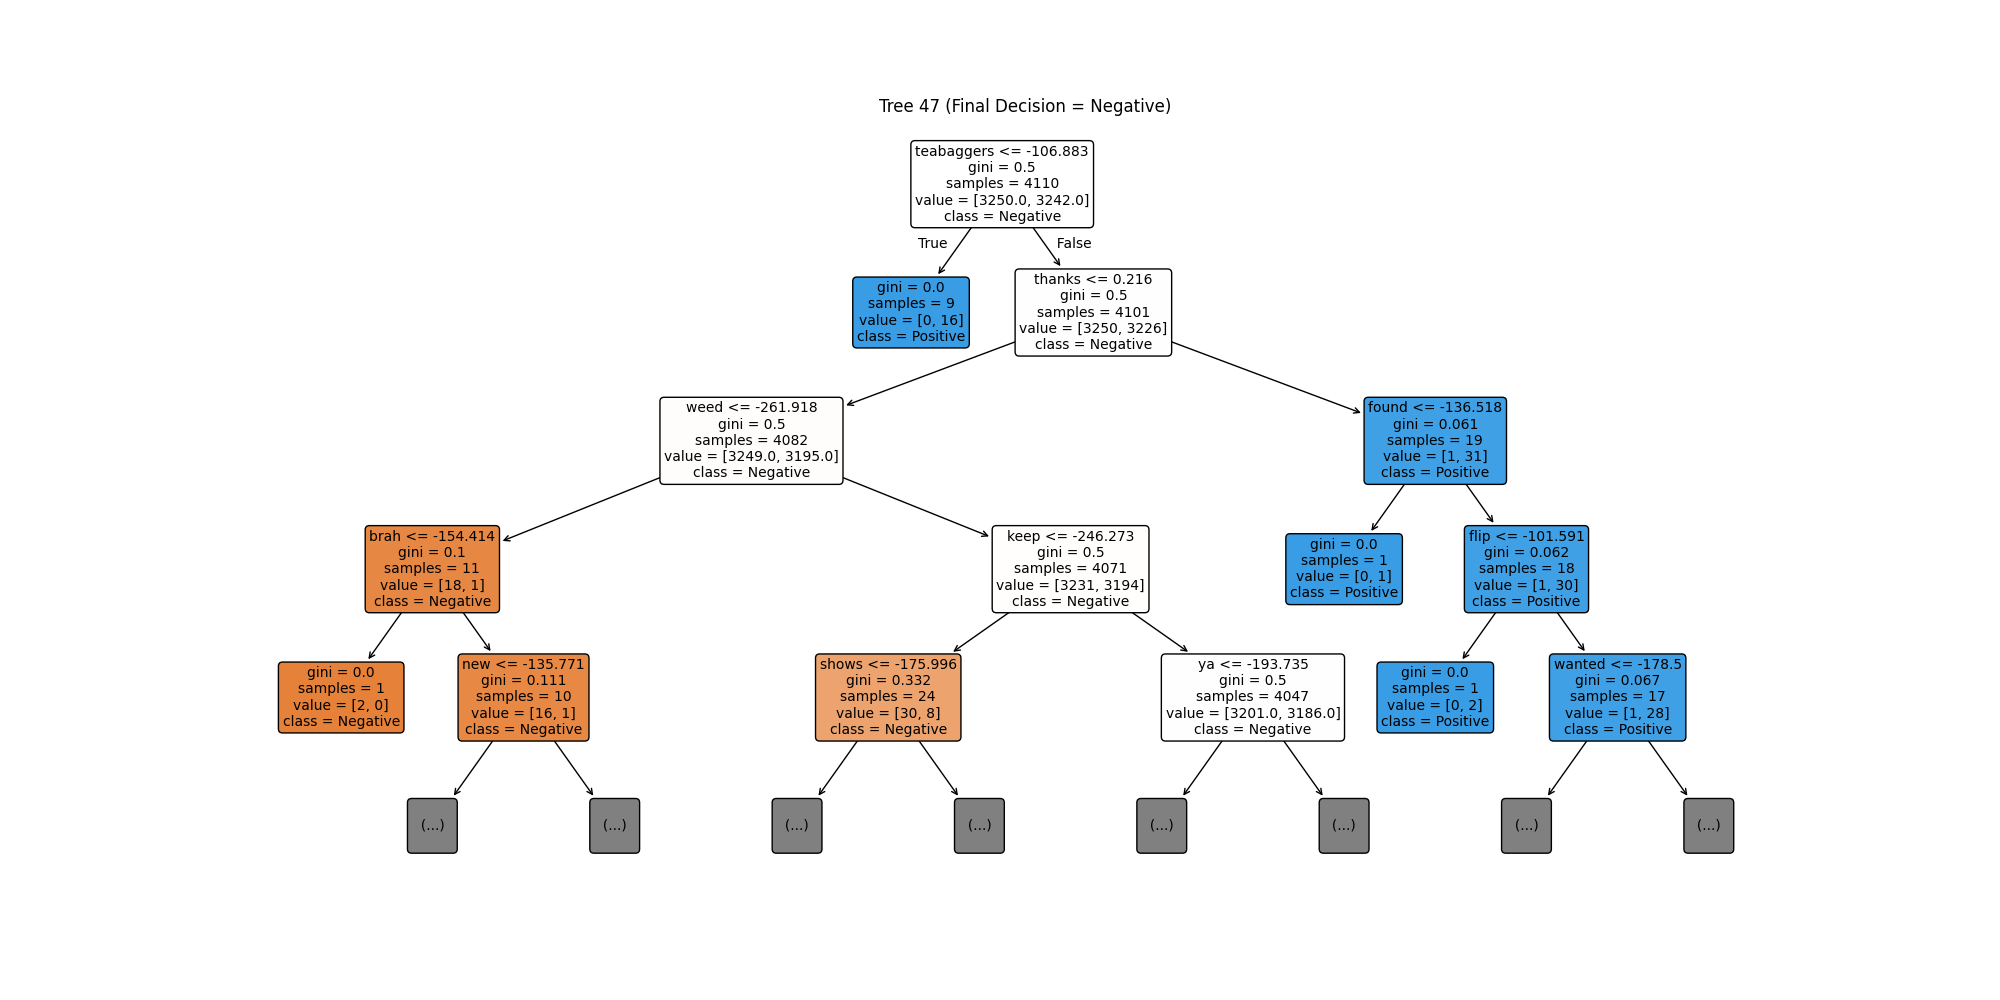 Tree 47 (Final Decision = Negative)
teabaggers <= -106.883
gini = 0.5
samples = 4110
value = [3250.0, 3242.0]
class = Negative
True
False
gini = 0.0
samples = 9
value = [0, 16]
class = Positive
thanks <= 0.216
gini = 0.5
samples = 4101
value = [3250, 3226]
class = Negative
weed <= -261.918
gini = 0.5
samples = 4082
value = [3249.0, 3195.0]
class = Negative
found <= -136.518
gini = 0.061
samples = 19
value = [1, 31]
class = Positive
brah <= -154.414
gini = 0.1
samples = 11
value = [18, 1]
class = Negative
keep <= -246.273
gini = 0.5
samples = 4071
value = [3231, 3194]
class = Negative
gini = 0.0
samples = 1
value = [0, 1]
class = Positive
flip <= -101.591
gini = 0.062
samples = 18
value = [1, 30]
class = Positive
gini = 0.0
samples = 1
value = [2, 0]
class = Negative
new <= -135.771
gini = 0.111
samples = 10
value = [16, 1]
class = Negative
shows <= -175.996
gini = 0.332
samples = 24
value = [30, 8]
class = Negative
ya <= -193.735
gini = 0.5
samples = 4047
value = [3201.0, 3186.0]
class = Negative
gini = 0.0
samples = 1
value = [0, 2]
class = Positive
wanted <= -178.5
gini = 0.067
samples = 17
value = [1, 28]
class = Positive
(...)
(...)
(...)
(...)
(...)
(...)
(...)
(...)